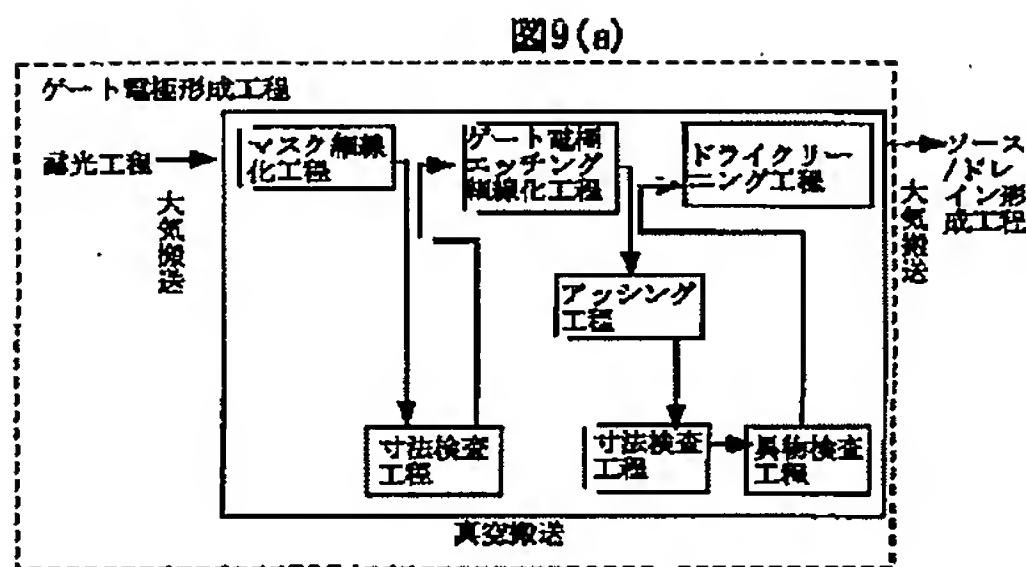 図9(a)
ゲート電極形成工程
露光工程
大気搬送
マスク細線
化工程
ゲート電極
エッチング
細線化工程
ドライクリー
ニング工程
アッシング
工程
寸法検査
工程
寸法検査
工程
異物検査
工程
真空搬送
大気搬送
ソース
/ドレ
イン形
成工程